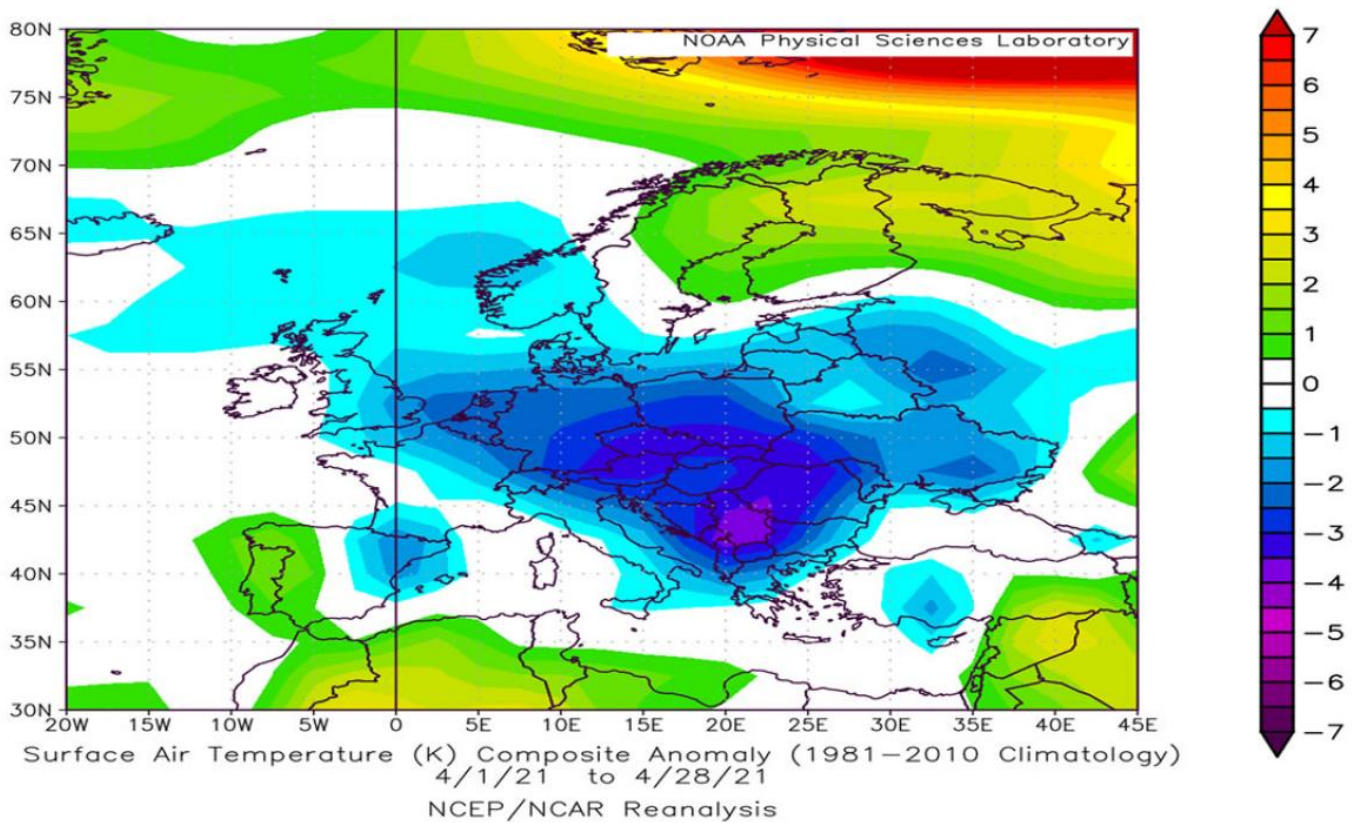 NOAA Physical Sciences Laboratory
80N
75N
70N
65N
60N
55N
50N
45N
40N
35N
30N
20W 15W 10W 5W 0 5E 10E 15E 20E 25E 30E 35E 40E 45E
7
6
5
4
3
2
1
0
−1
−2
−3
−4
−5
−6
−7
Surface Air Temperature (K) Composite Anomaly (1981−2010 Climatology)
4/1/21 to 4/28/21
NCEP/NCAR Reanalysis